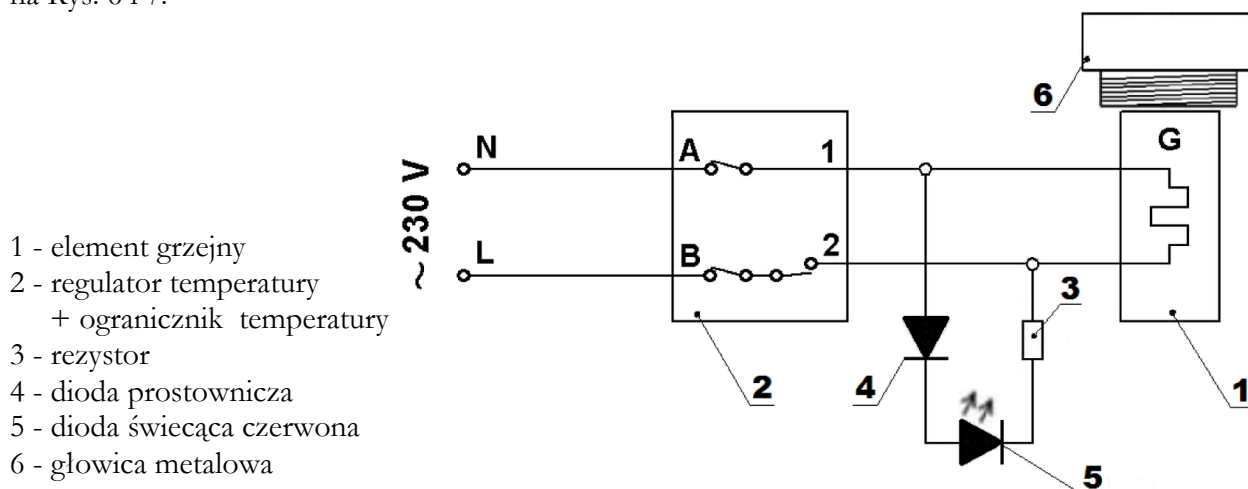 na Rys. 6 i 7.
6
N
A
1
G
~ 230 V
L
B
2
3
1 - element grzejny
2 - regulator temperatury
+ ogranicznik temperatury
3 - rezystor
4 - dioda prostownicza
5 - dioda świecąca czerwona
6 - głowica metalowa
2
4
1
5